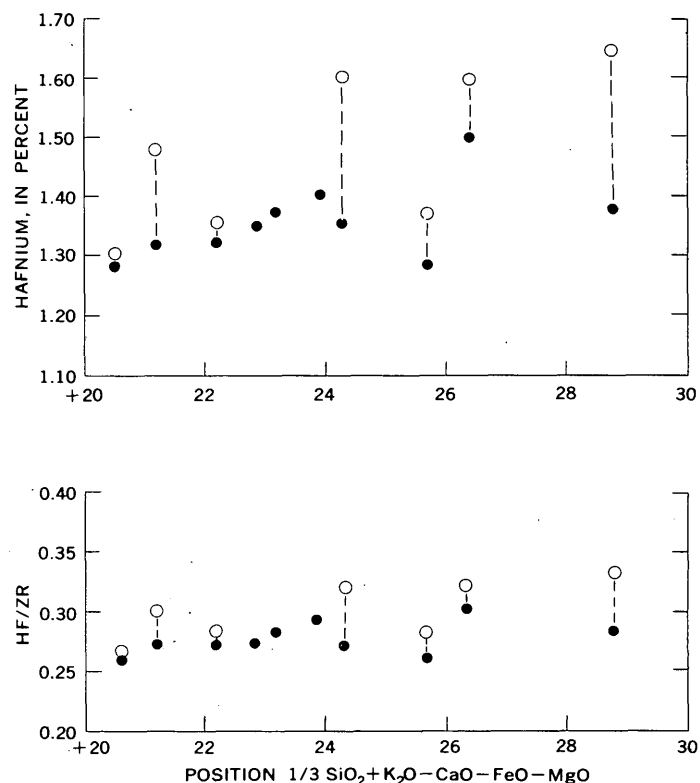 1.70
1.60
1.50
1.40
1.30
1.20
1.10
HAFNIUM, IN PERCENT
+20 22 24 26 28 30
0.40
0.35
0.30
0.25
0.20
HF/ZR
+20 22 24 26 28 30
POSITION 1/3 SiO₂+K₂O−CaO−FeO−MgO